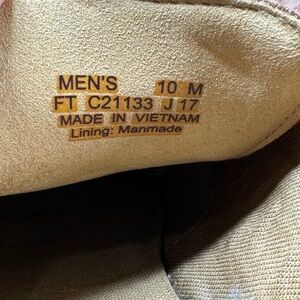 MEN'S 10 M
FT C21133 J 17
MADE IN VIETNAM
Lining: Manmade